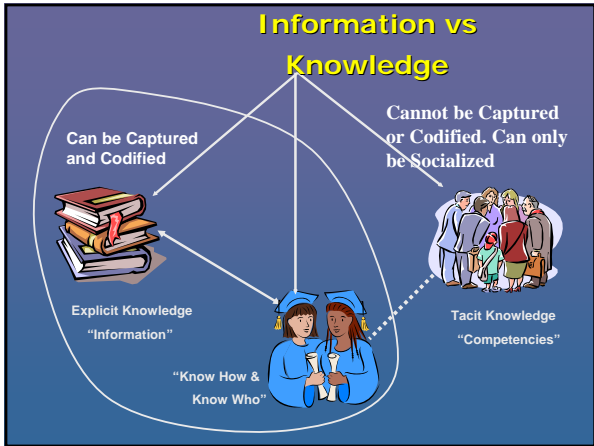 Information vs
Knowledge
Can be Captured
and Codified
Cannot be Captured
or Codified. Can only
be Socialized
Explicit Knowledge
“Information”
Tacit Knowledge
“Competencies”
“Know How &
Know Who”